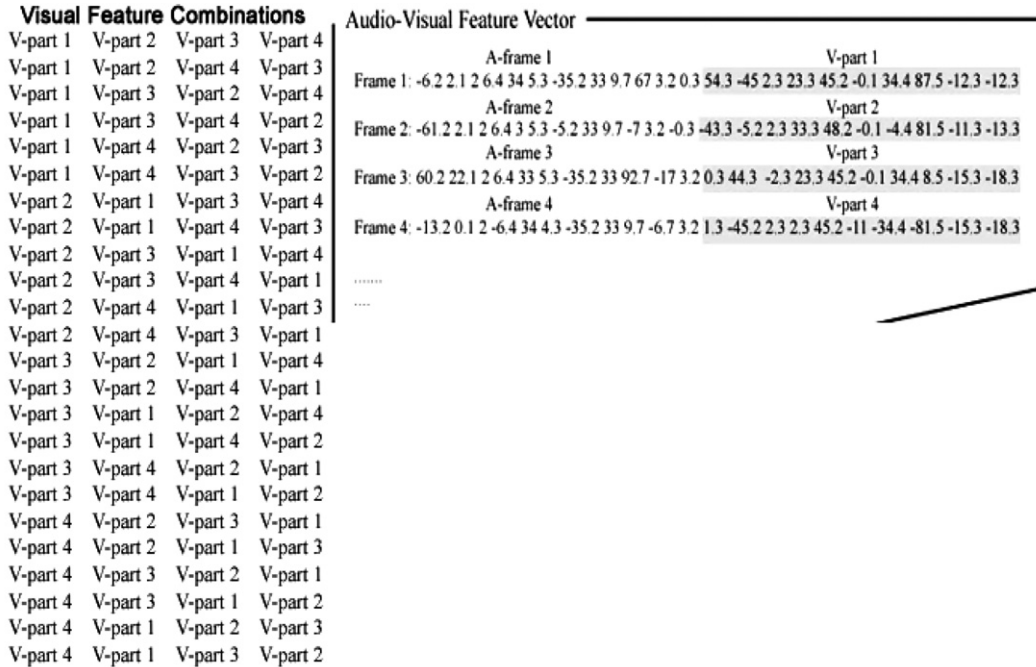 Visual Feature Combinations
V-part 1 V-part 2 V-part 3 V-part 4
V-part 1 V-part 2 V-part 4 V-part 3
V-part 1 V-part 3 V-part 2 V-part 4
V-part 1 V-part 3 V-part 4 V-part 2
V-part 1 V-part 4 V-part 2 V-part 3
V-part 1 V-part 4 V-part 3 V-part 2
V-part 2 V-part 1 V-part 3 V-part 4
V-part 2 V-part 1 V-part 4 V-part 3
V-part 2 V-part 3 V-part 1 V-part 4
V-part 2 V-part 3 V-part 4 V-part 1
V-part 2 V-part 4 V-part 1 V-part 3
V-part 2 V-part 4 V-part 3 V-part 1
V-part 3 V-part 2 V-part 1 V-part 4
V-part 3 V-part 2 V-part 4 V-part 1
V-part 3 V-part 1 V-part 2 V-part 4
V-part 3 V-part 1 V-part 4 V-part 2
V-part 3 V-part 4 V-part 2 V-part 1
V-part 3 V-part 4 V-part 1 V-part 2
V-part 4 V-part 2 V-part 3 V-part 1
V-part 4 V-part 2 V-part 1 V-part 3
V-part 4 V-part 3 V-part 2 V-part 1
V-part 4 V-part 3 V-part 1 V-part 2
V-part 4 V-part 1 V-part 2 V-part 3
V-part 4 V-part 1 V-part 3 V-part 2
Audio-Visual Feature Vector
A-frame 1 V-part 1
Frame 1: -6.2 2.1 2 6.4 34 5.3 -35.2 33 9.7 67 3.2 0.3 54.3 -45 2.3 23.3 45.2 -0.1 34.4 87.5 -12.3 -12.3
A-frame 2 V-part 2
Frame 2: -61.2 2.1 2 6.4 3 5.3 -5.2 33 9.7 -7 3.2 -0.3 -43.3 -5.2 2.3 33.3 48.2 -0.1 -4.4 81.5 -11.3 -13.3
A-frame 3 V-part 3
Frame 3: 60.2 22.1 2 6.4 33 5.3 -35.2 33 92.7 -17 3.2 0.3 44.3 -2.3 23.3 45.2 -0.1 34.4 8.5 -15.3 -18.3
A-frame 4 V-part 4
Frame 4: -13.2 0.1 2 -6.4 34 4.3 -35.2 33 9.7 -6.7 3.2 1.3 -45.2 2.3 2.3 45.2 -11 -34.4 -81.5 -15.3 -18.3
.......
....